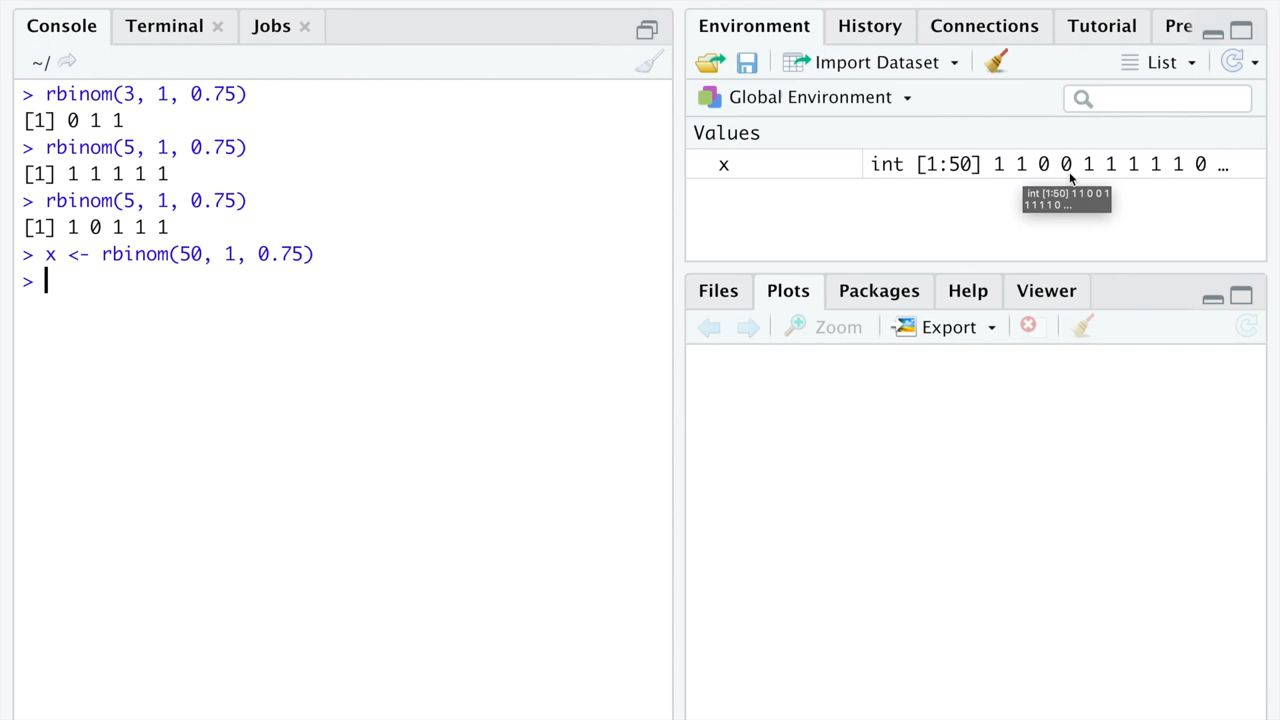 Console Terminal Jobs
~/
> rbinom(3, 1, 0.75)
[1] 0 1 1
> rbinom(5, 1, 0.75)
[1] 1 1 1 1 1
> rbinom(5, 1, 0.75)
[1] 1 0 1 1 1
> x <- rbinom(50, 1, 0.75)
>
Environment History Connections Tutorial Pre
Import Dataset List
Global Environment
Values
x int [1:50] 1 1 0 0 1 1 1 1 1 0 …
int [1:50] 1 1 0 0 1
1 1 1 1 0 ...
Files Plots Packages Help Viewer
Zoom Export